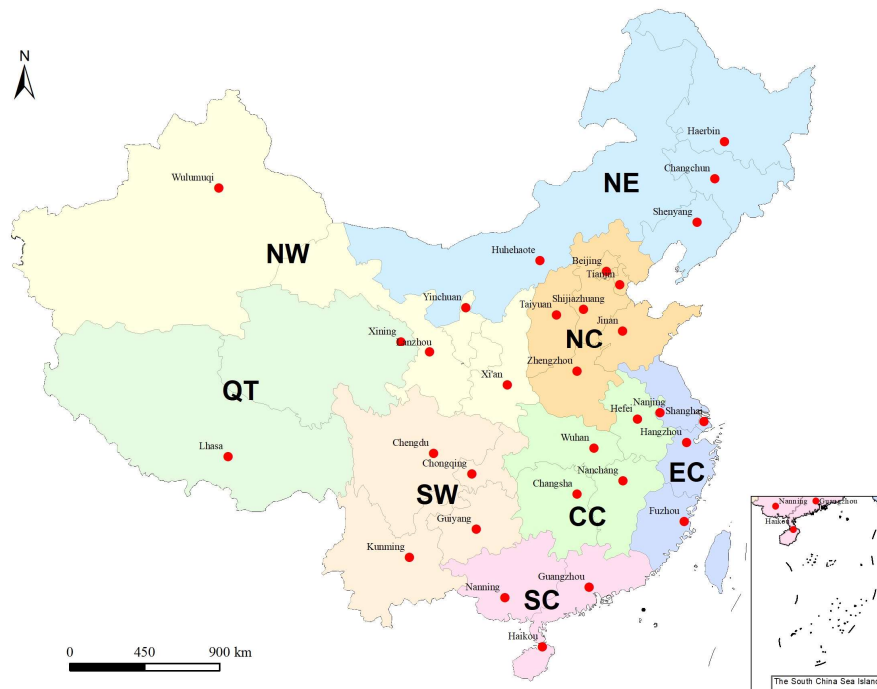 N
Haerbin
Wulumuqi
Changchun
NE
Shenyang
NW
Huhehaote
Beijing
Tianjin
Yinchuan
Taiyuan
Shijiazhuang
Jinan
Xining
Lanzhou
NC
Zhengzhou
Xi'an
QT
Nanjing
Hefei
Shanghai
Hangzhou
Wuhan
Lhasa
Chengdu
Chongqing
Nanchang
EC
Changsha
SW
CC
Guiyang
Fuzhou
Kunming
Guangzhou
Nanning
SC
Haikou
Nanning
Guangzhou
Haikou
0 450 900 km
The South China Sea Island